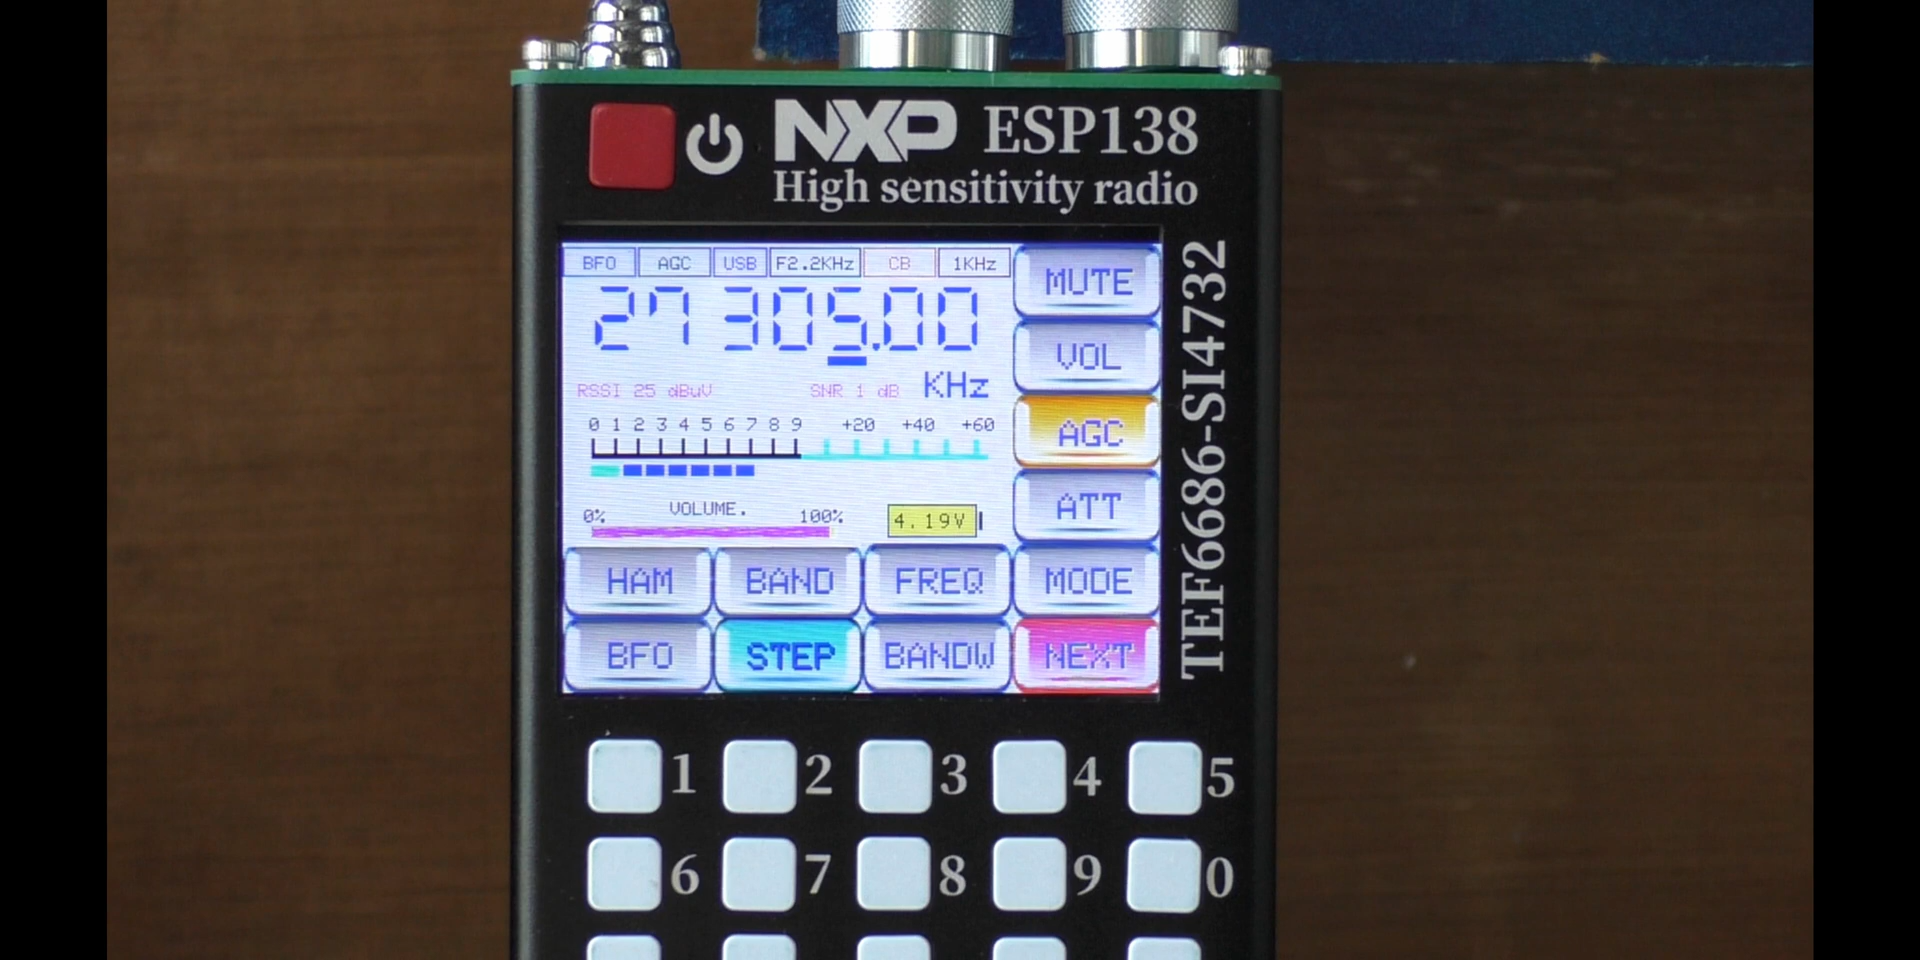 NXP ESP138
High sensitivity radio
TEF6686-SI4732
BFO AGC USB F2.2KHz CB 1KHz
27 305.00
KHz
RSSI 25 dBuV SNR 1 dB
0 1 2 3 4 5 6 7 8 9 +20 +40 +60
VOLUME.
0% 100%
4.19V
MUTE
VOL
AGC
ATT
HAM BAND FREQ MODE
BFO STEP BANDW NEXT
1 2 3 4 5
6 7 8 9 0